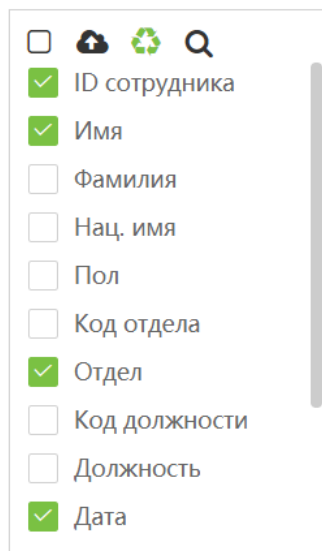 ID сотрудника
Имя
Фамилия
Нац. имя
Пол
Код отдела
Отдел
Код должности
Должность
Дата